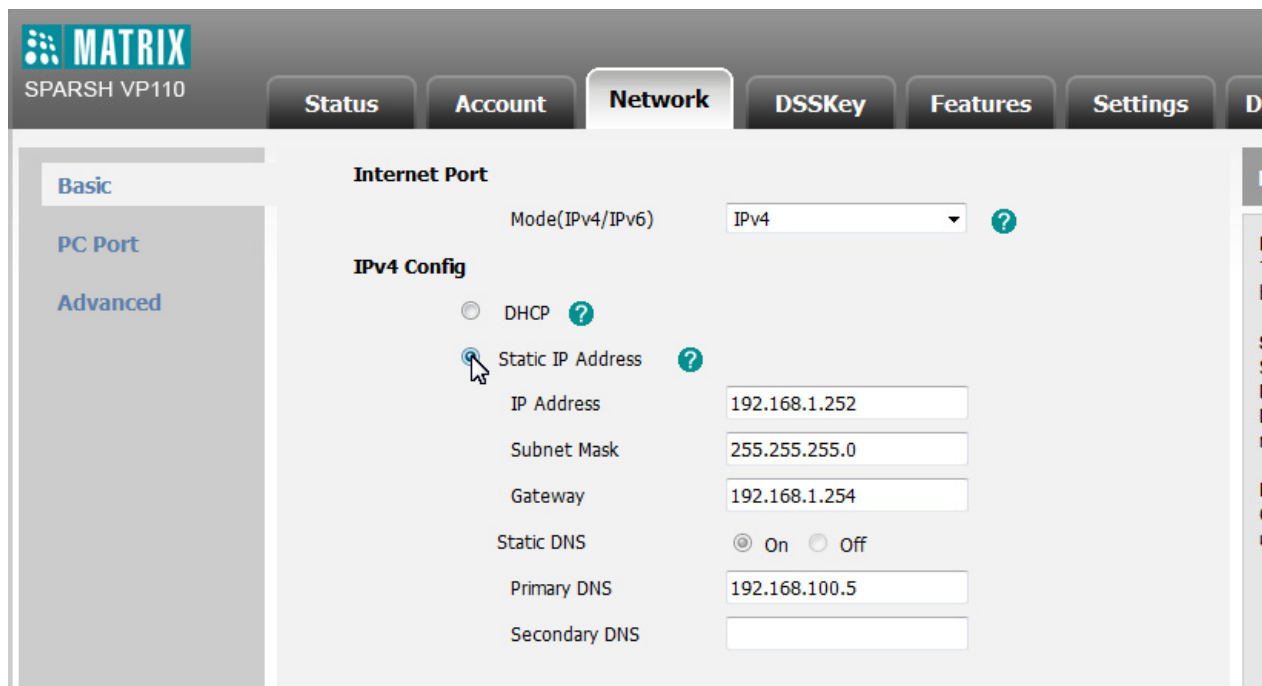 MATRIX
SPARSH VP110
Status Account Network DSSKey Features Settings D
Basic
PC Port
Advanced
Internet Port
Mode(IPv4/IPv6) IPv4 ?
IPv4 Config
DHCP ?
Static IP Address ?
IP Address 192.168.1.252
Subnet Mask 255.255.255.0
Gateway 192.168.1.254
Static DNS On Off
Primary DNS 192.168.100.5
Secondary DNS